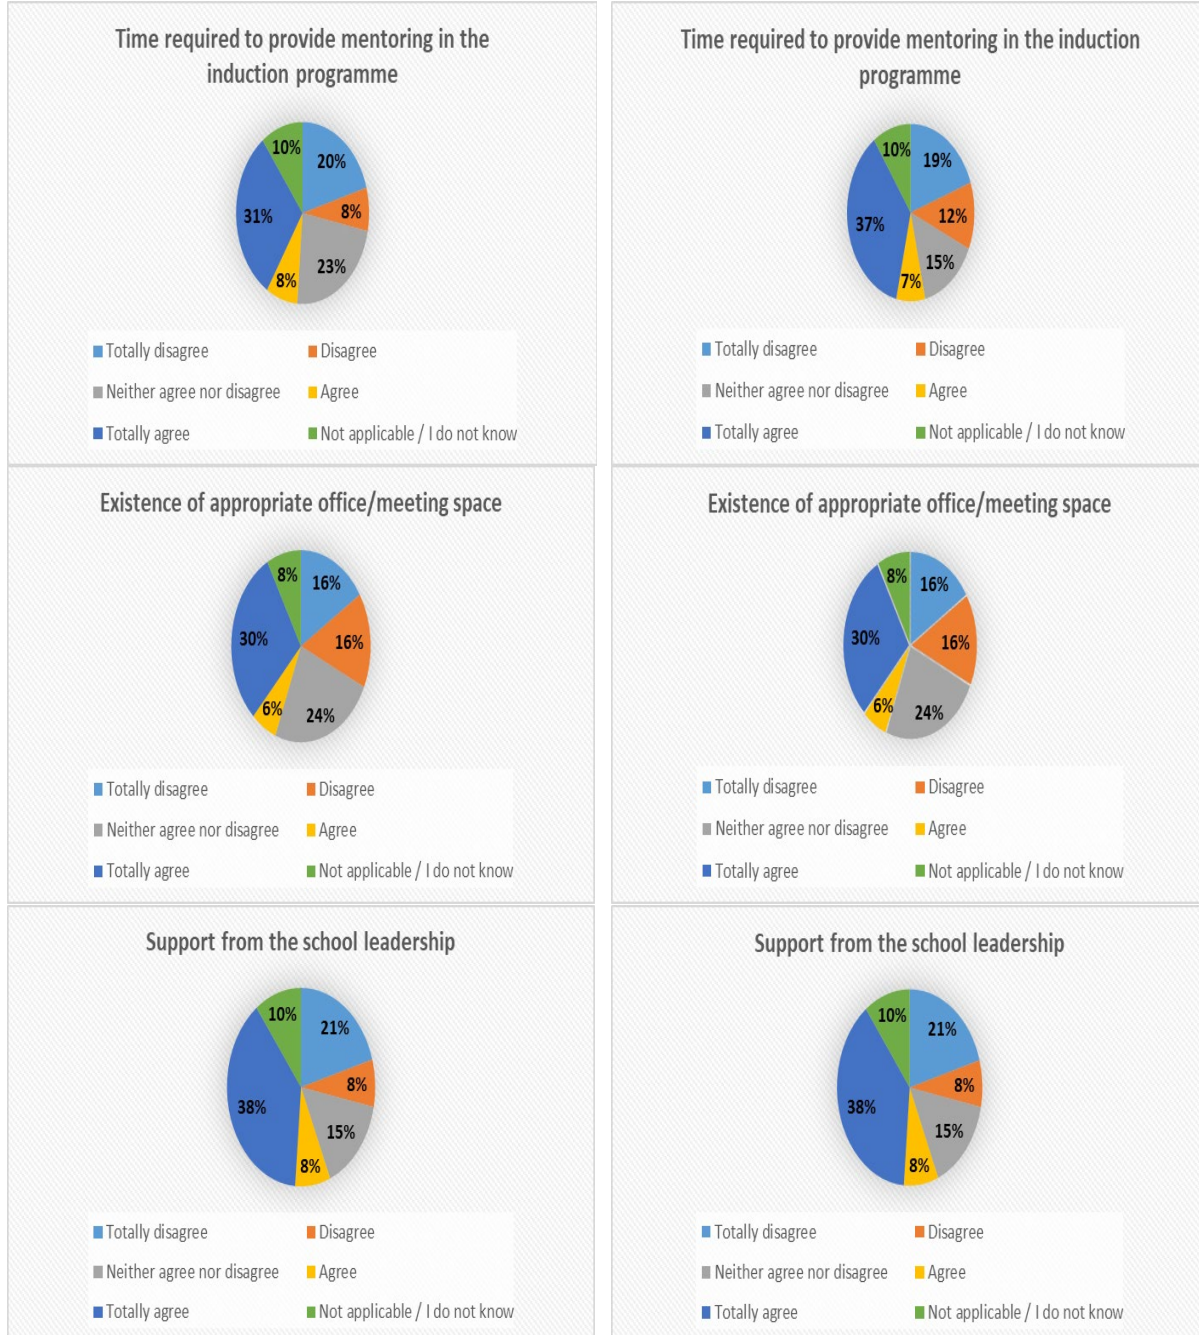 Time required to provide mentoring in the
induction programme
10%
20%
31%
8%
23%
8%
Totally disagree
Disagree
Neither agree nor disagree
Agree
Totally agree
Not applicable / I do not know
Time required to provide mentoring in the induction
programme
10%
19%
37%
12%
15%
7%
Totally disagree
Disagree
Neither agree nor disagree
Agree
Totally agree
Not applicable / I do not know
Existence of appropriate office/meeting space
8%
16%
30%
16%
6%
24%
Totally disagree
Disagree
Neither agree nor disagree
Agree
Totally agree
Not applicable / I do not know
Existence of appropriate office/meeting space
8%
16%
30%
16%
6%
24%
Totally disagree
Disagree
Neither agree nor disagree
Agree
Totally agree
Not applicable / I do not know
Support from the school leadership
10%
21%
38%
8%
15%
8%
Totally disagree
Disagree
Neither agree nor disagree
Agree
Totally agree
Not applicable / I do not know
Support from the school leadership
10%
21%
38%
8%
15%
8%
Totally disagree
Disagree
Neither agree nor disagree
Agree
Totally agree
Not applicable / I do not know